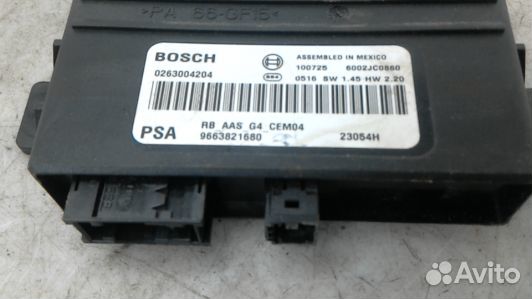 >PA 66-GF15<
BOSCH
ASSEMBLED IN MEXICO
0263004204
100725 6002JC0860
0516 SW 1.45 HW 2.20
RB AAS G4 CEM04
PSA
9663821680
23054H
Avito